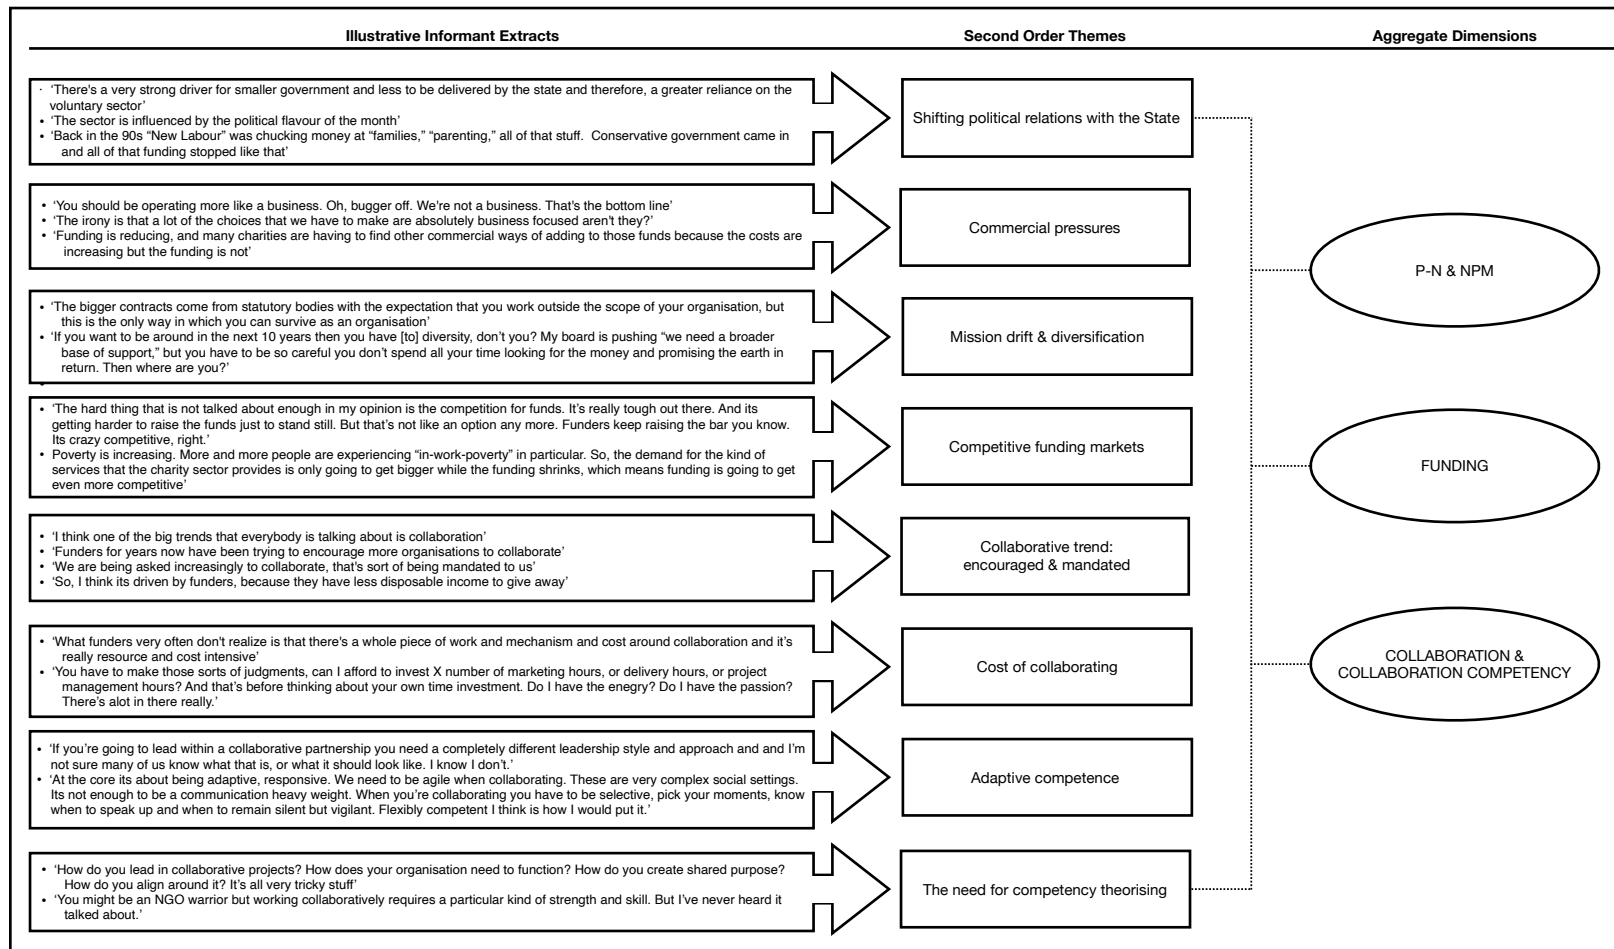 Illustrative Informant Extracts
Second Order Themes
Aggregate Dimensions
· ‘There's a very strong driver for smaller government and less to be delivered by the state and therefore, a greater reliance on the
voluntary sector’
• ‘The sector is influenced by the political flavour of the month’
• ‘Back in the 90s “New Labour” was chucking money at “families,” “parenting,” all of that stuff.  Conservative government came in
and all of that funding stopped like that’
Shifting political relations with the State
• ‘You should be operating more like a business. Oh, bugger off. We're not a business. That's the bottom line’
• ‘The irony is that a lot of the choices that we have to make are absolutely business focused aren't they?’
• ‘Funding is reducing, and many charities are having to find other commercial ways of adding to those funds because the costs are
increasing but the funding is not’
Commercial pressures
P-N & NPM
• ‘The bigger contracts come from statutory bodies with the expectation that you work outside the scope of your organisation, but
this is the only way in which you can survive as an organisation’
• ‘If you want to be around in the next 10 years then you have [to] diversity, don’t you? My board is pushing “we need a broader
base of support,” but you have to be so careful you don’t spend all your time looking for the money and promising the earth in
return. Then where are you?’
•
Mission drift & diversification
• ‘The hard thing that is not talked about enough in my opinion is the competition for funds. It’s really tough out there. And its
getting harder to raise the funds just to stand still. But that’s not like an option any more. Funders keep raising the bar you know.
Its crazy competitive, right.’
• Poverty is increasing. More and more people are experiencing “in-work-poverty” in particular. So, the demand for the kind of
services that the charity sector provides is only going to get bigger while the funding shrinks, which means funding is going to get
even more competitive’
Competitive funding markets
FUNDING
• ‘I think one of the big trends that everybody is talking about is collaboration’
• ‘Funders for years now have been trying to encourage more organisations to collaborate’
• ‘We are being asked increasingly to collaborate, that's sort of being mandated to us’
• ‘So, I think its driven by funders, because they have less disposable income to give away’
Collaborative trend:
encouraged & mandated
• ‘What funders very often don't realize is that there's a whole piece of work and mechanism and cost around collaboration and it’s
really resource and cost intensive’
• ‘You have to make those sorts of judgments, can I afford to invest X number of marketing hours, or delivery hours, or project
management hours? And that’s before thinking about your own time investment. Do I have the enegry? Do I have the passion?
There’s alot in there really.’
Cost of collaborating
COLLABORATION &
COLLABORATION COMPETENCY
• ‘If you’re going to lead within a collaborative partnership you need a completely different leadership style and approach and and I’m
not sure many of us know what that is, or what it should look like. I know I don’t.’
• ‘At the core its about being adaptive, responsive. We need to be agile when collaborating. These are very complex social settings.
Its not enough to be a communication heavy weight. When you’re collaborating you have to be selective, pick your moments, know
when to speak up and when to remain silent but vigilant. Flexibly competent I think is how I would put it.’
Adaptive competence
• ‘How do you lead in collaborative projects? How does your organisation need to function? How do you create shared purpose?
How do you align around it? It’s all very tricky stuff’
• ‘You might be an NGO warrior but working collaboratively requires a particular kind of strength and skill. But I’ve never heard it
talked about.’
The need for competency theorising